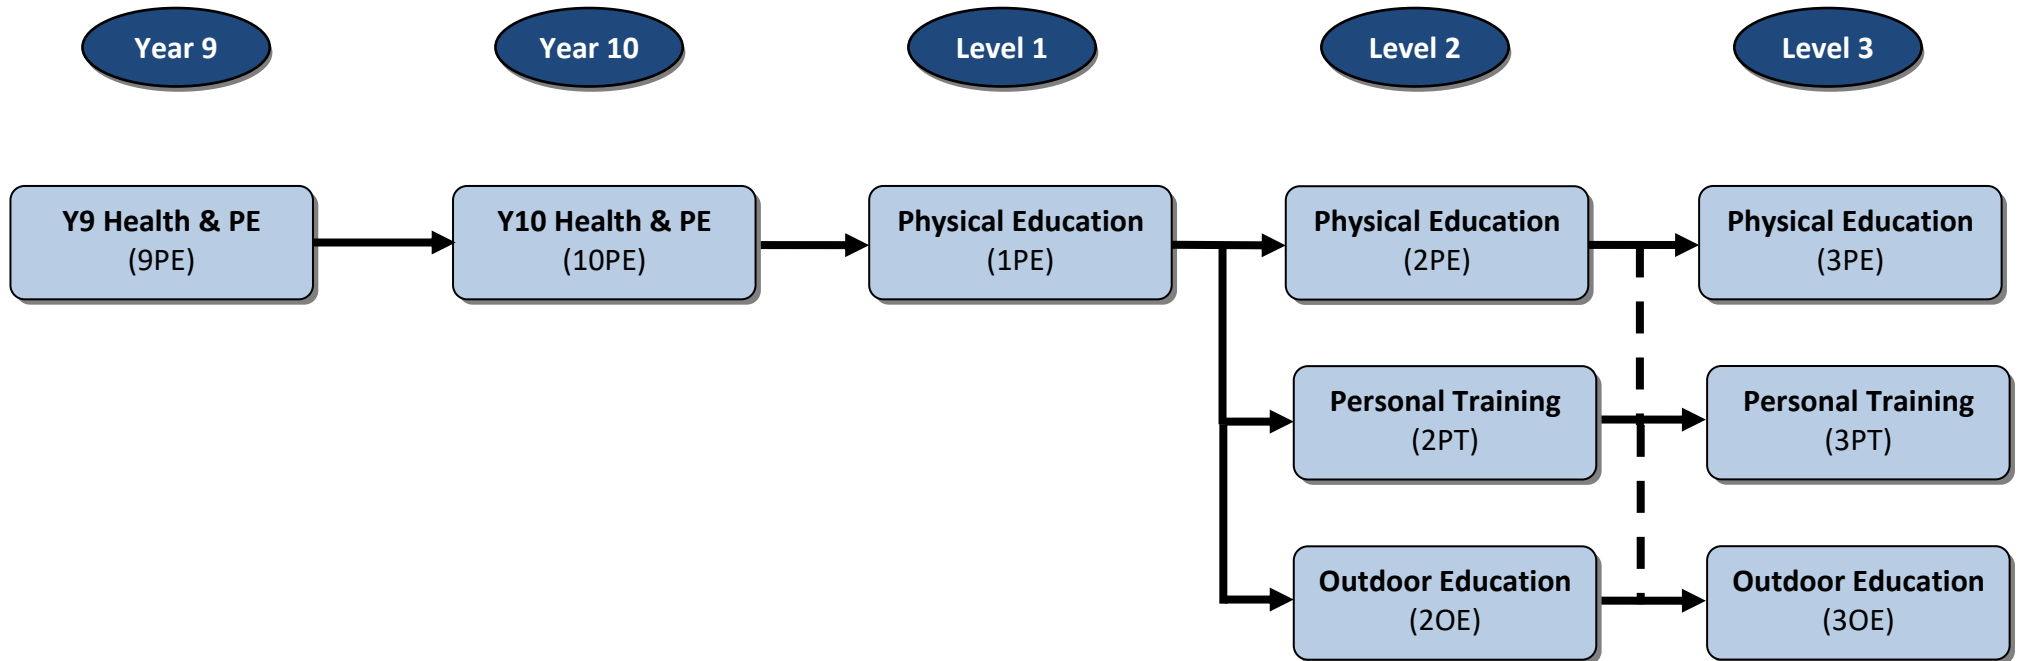 Year 9
Year 10
Level 1
Level 2
Level 3
Y9 Health & PE
(9PE)
Y10 Health & PE
(10PE)
Physical Education
(1PE)
Physical Education
(2PE)
Physical Education
(3PE)
Personal Training
(2PT)
Personal Training
(3PT)
Outdoor Education
(2OE)
Outdoor Education
(3OE)